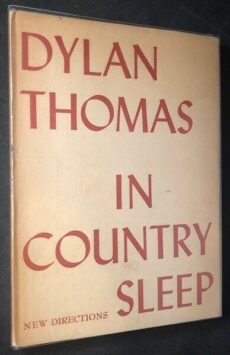 DYLAN
THOMAS
IN
COUNTRY
SLEEP
NEW DIRECTIONS